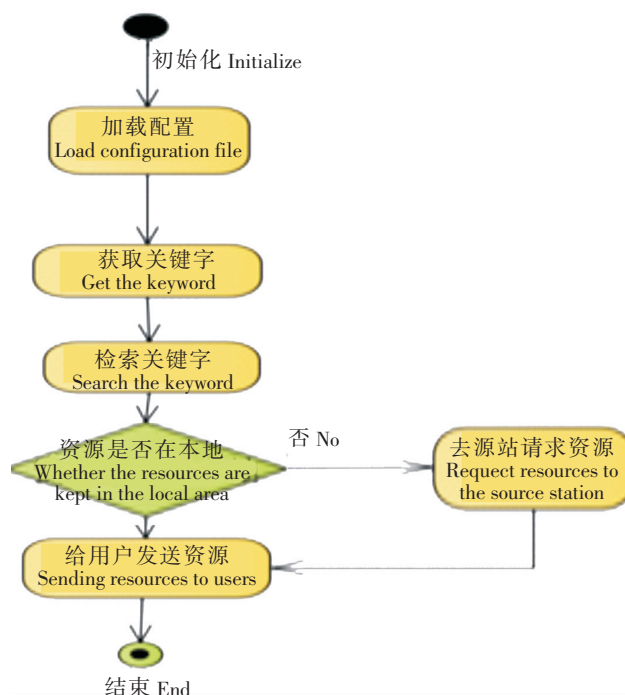 初始化 Initialize
加载配置
Load configuration file
获取关键字
Get the keyword
检索关键字
Search the keyword
资源是否在本地
Whether the resources are
kept in the local area
否 No
去源站请求资源
Requect resources to
the source station
给用户发送资源
Sending resources to users
结束 End